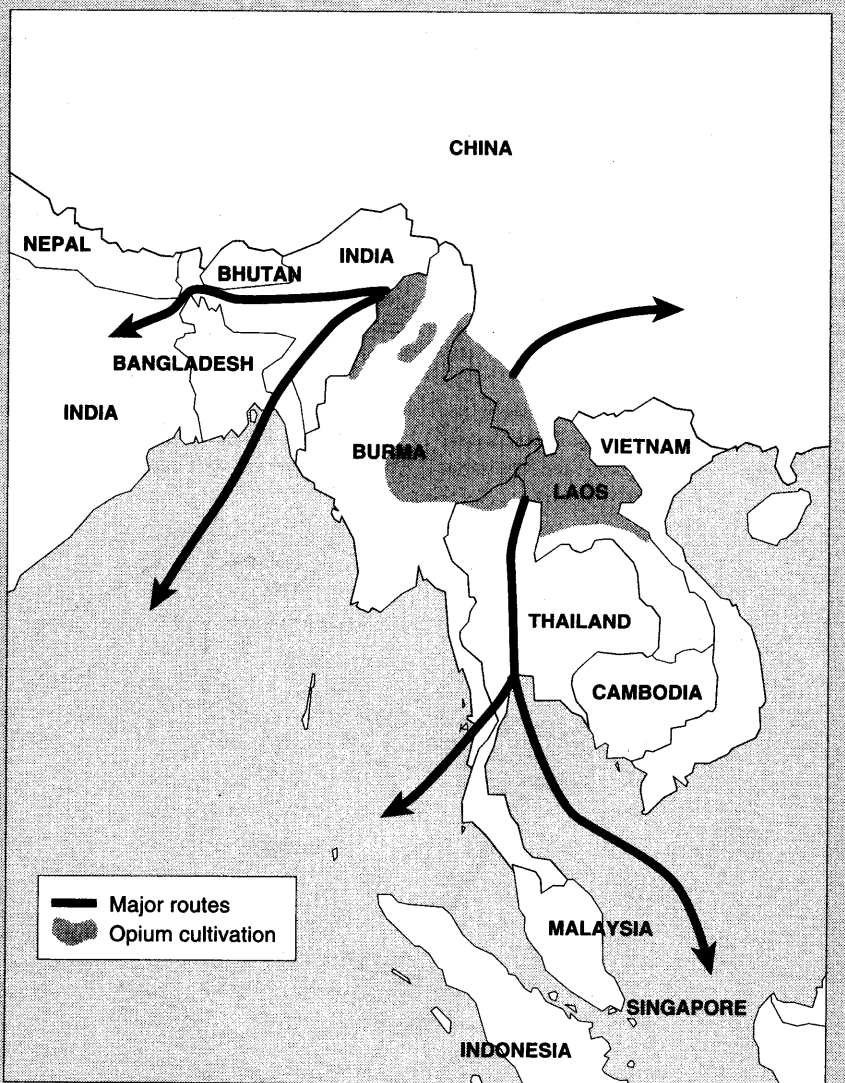 CHINA
NEPAL
INDIA
BHUTAN
BANGLADESH
INDIA
BURMA
VIETNAM
LAOS
THAILAND
CAMBODIA
Major routes
Opium cultivation
MALAYSIA
SINGAPORE
INDONESIA